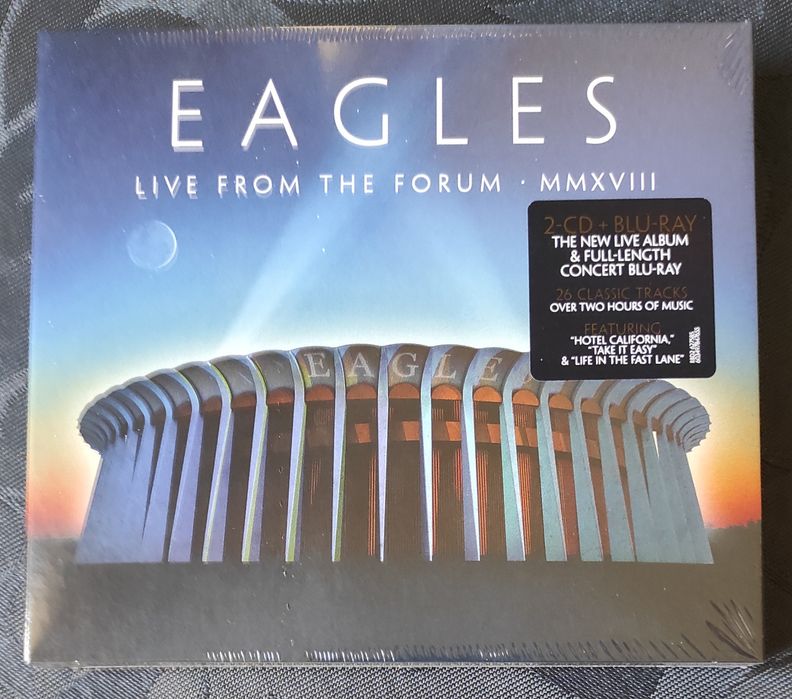 EAGLES
LIVE FROM THE FORUM · MMXVIII
2-CD + BLU-RAY
THE NEW LIVE ALBUM
& FULL-LENGTH
CONCERT BLU-RAY
26 CLASSIC TRACKS
OVER TWO HOURS OF MUSIC
FEATURING
"HOTEL CALIFORNIA,"
"TAKE IT EASY"
& "LIFE IN THE FAST LANE"
EAGLES